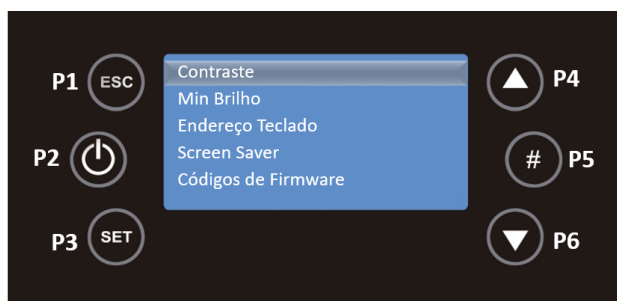 P1 ESC
P2
P3 SET
Contraste
Min Brilho
Endereço Teclado
Screen Saver
Códigos de Firmware
P4
# P5
P6